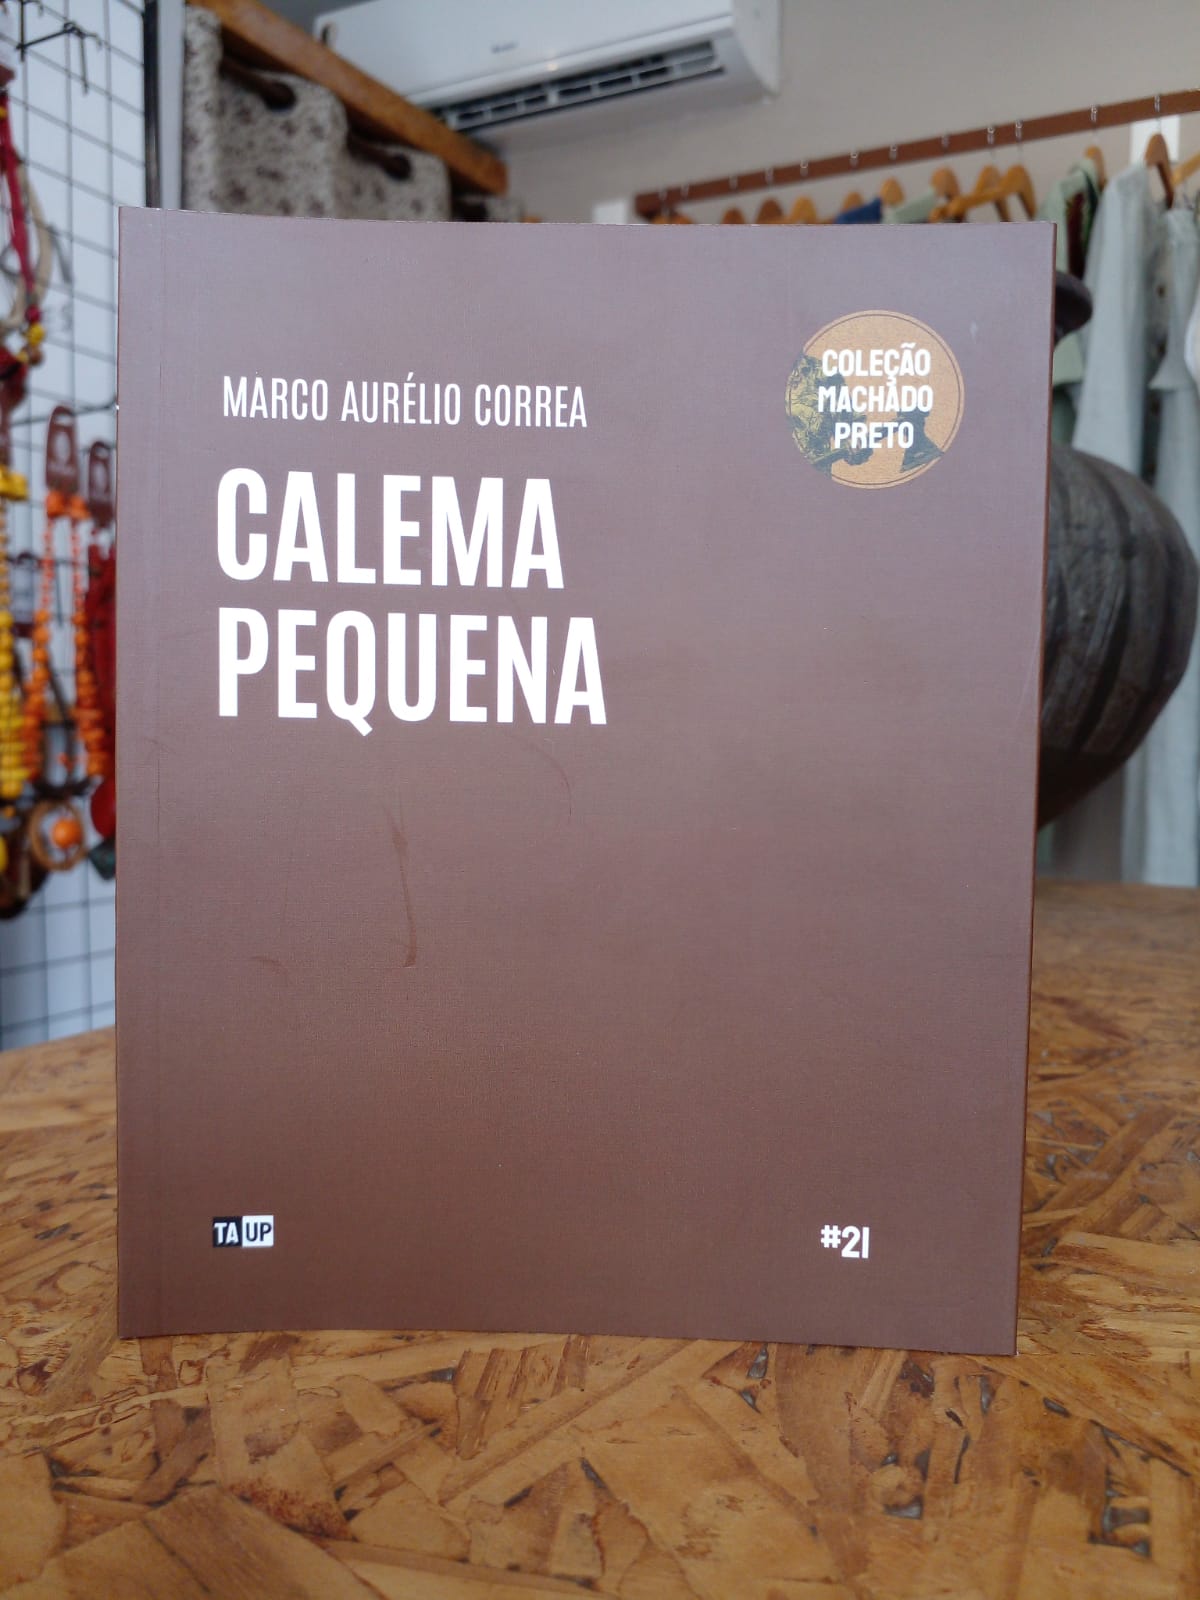 MARCO AURÉLIO CORREA
COLEÇÃO
MACHADO
PRETO
CALEMA
PEQUENA
TA UP
#21